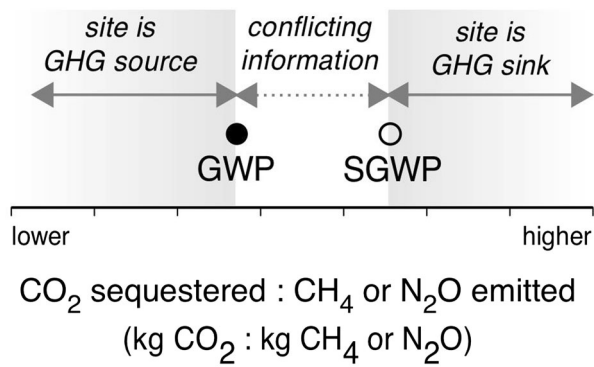 site is conflicting site is
GHG source information GHG sink
GWP SGWP
lower higher
CO₂ sequestered : CH₄ or N₂O emitted
(kg CO₂ : kg CH₄ or N₂O)